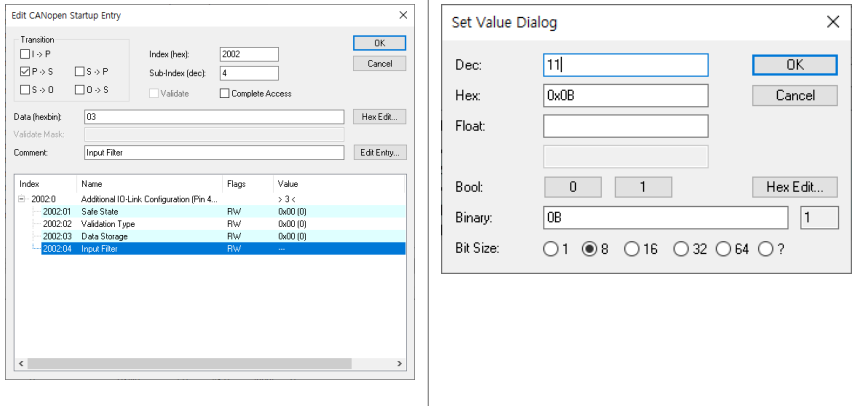 Edit CANopen Startup Entry
Transition
I -> P
P -> S
S -> P
S -> O
O -> S
Index (hex): 2002
Sub-Index (dec): 4
Validate
Complete Access
OK
Cancel
Data (hexbin): 03
Hex Edit...
Validate Mask:
Comment: Input Filter
Edit Entry...
Index Name Flags Value
2002:0 Additional IO-Link Configuration (Pin 4... > 3 <
2002:01 Safe State RW 0x00 (0)
2002:02 Validation Type RW 0x00 (0)
2002:03 Data Storage RW 0x00 (0)
2002:04 Input Filter RW ---
Set Value Dialog
Dec: 11
OK
Hex: 0x0B
Cancel
Float:
Bool: 0 1
Hex Edit...
Binary: 0B 1
Bit Size: 1 8 16 32 64 ?